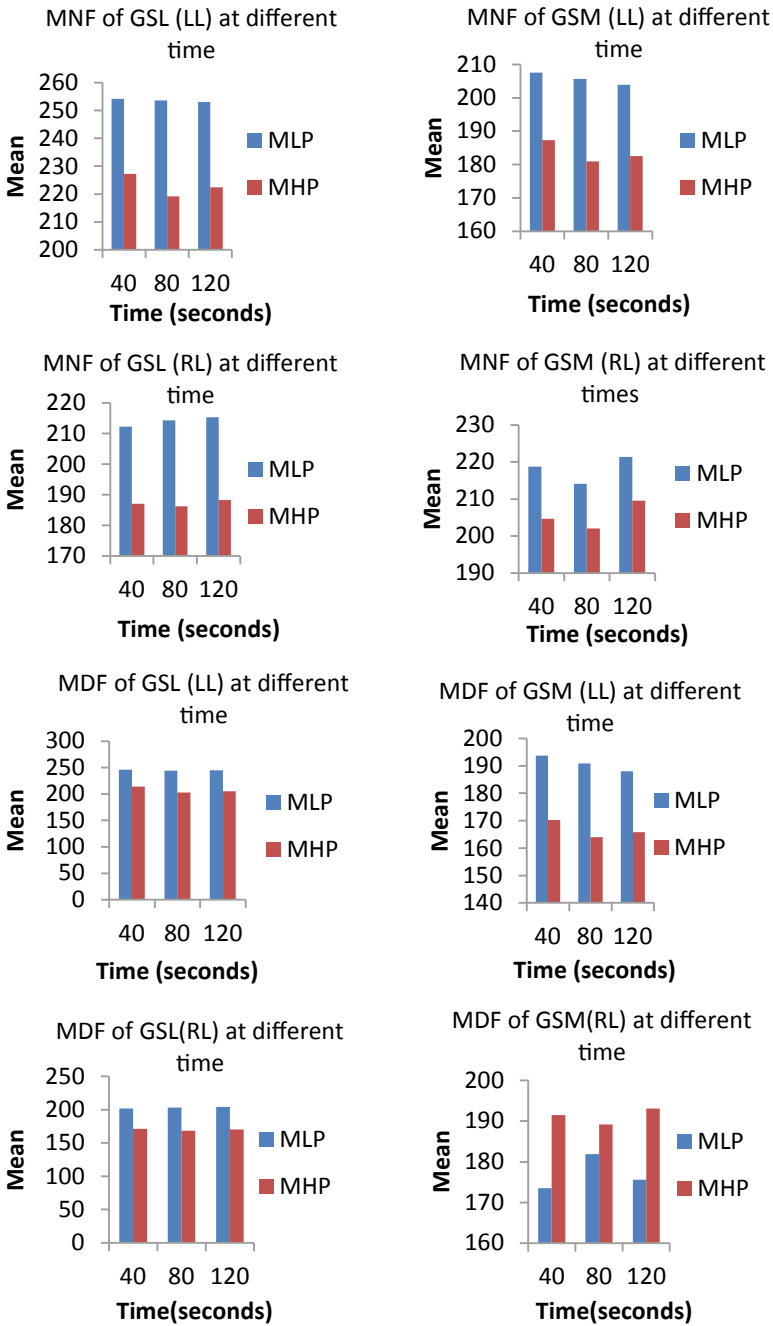 MNF of GSL (LL) at different
time
260
250
240
230
220
210
200
Mean
40 80 120
Time (seconds)
MLP
MHP
MNF of GSM (LL) at different
time
210
200
190
180
170
160
Mean
40 80 120
Time (seconds)
MLP
MHP
MNF of GSL (RL) at different
time
220
210
200
190
180
170
Mean
40 80 120
Time (seconds)
MLP
MHP
MNF of GSM (RL) at different
times
230
220
210
200
190
Mean
40 80 120
Time (seconds)
MLP
MHP
MDF of GSL (LL) at different
time
300
250
200
150
100
50
0
Mean
40 80 120
Time (seconds)
MLP
MHP
MDF of GSM (LL) at different
time
200
190
180
170
160
150
140
Mean
40 80 120
Time (seconds)
MLP
MHP
MDF of GSL(RL) at different
time
250
200
150
100
50
0
Mean
40 80 120
Time(seconds)
MLP
MHP
MDF of GSM(RL) at different
time
200
190
180
170
160
Mean
40 80 120
Time(seconds)
MLP
MHP